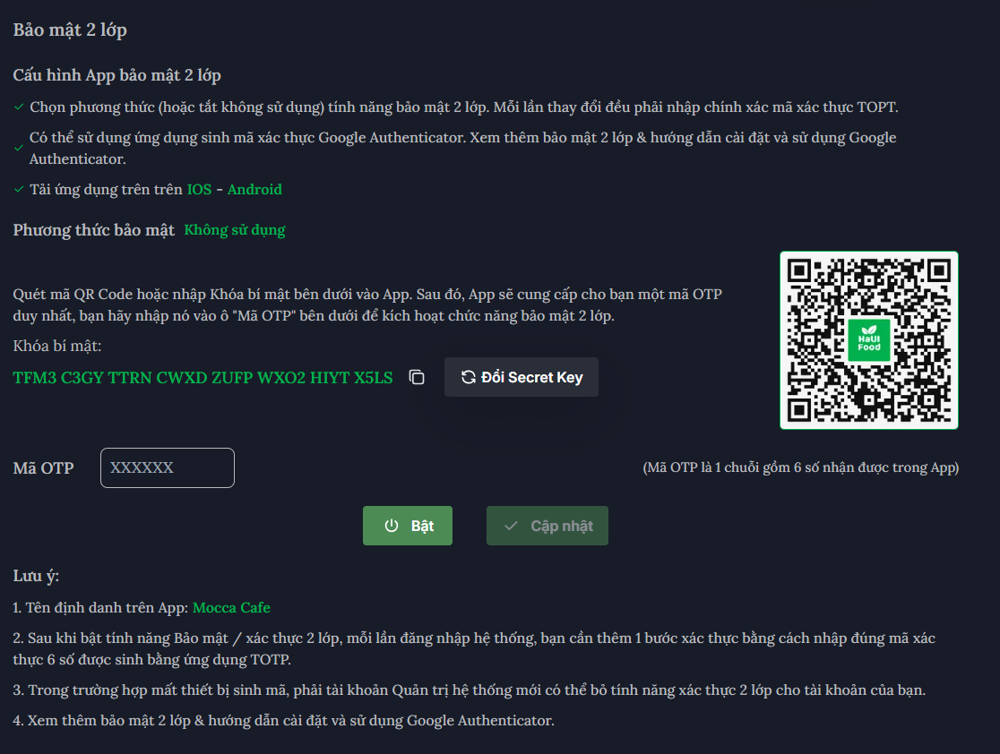 Bảo mật 2 lớp
Cấu hình App bảo mật 2 lớp
Chọn phương thức (hoặc tắt không sử dụng) tính năng bảo mật 2 lớp. Mỗi lần thay đổi đều phải nhập chính xác mã xác thực TOPT.
Có thể sử dụng ứng dụng sinh mã xác thực Google Authenticator. Xem thêm bảo mật 2 lớp & hướng dẫn cài đặt và sử dụng Google
Authenticator.
Tải ứng dụng trên trên IOS - Android
Phương thức bảo mật Không sử dụng
Quét mã QR Code hoặc nhập Khóa bí mật bên dưới vào App. Sau đó, App sẽ cung cấp cho bạn một mã OTP
duy nhất, bạn hãy nhập nó vào ô "Mã OTP" bên dưới để kích hoạt chức năng bảo mật 2 lớp.
Khóa bí mật:
TFM3 C3GY TTRN CWXD ZUFP WXO2 HIYT X5LS
Đổi Secret Key
HaUI
Food
Mã OTP
XXXXXX
(Mã OTP là 1 chuỗi gồm 6 số nhận được trong App)
Bật
Cập nhật
Lưu ý:
1. Tên định danh trên App: Mocca Cafe
2. Sau khi bật tính năng Bảo mật / xác thực 2 lớp, mỗi lần đăng nhập hệ thống, bạn cần thêm 1 bước xác thực bằng cách nhập đúng mã xác
thực 6 số được sinh bằng ứng dụng TOTP.
3. Trong trường hợp mất thiết bị sinh mã, phải tài khoản Quản trị hệ thống mới có thể bỏ tính năng xác thực 2 lớp cho tài khoản của bạn.
4. Xem thêm bảo mật 2 lớp & hướng dẫn cài đặt và sử dụng Google Authenticator.